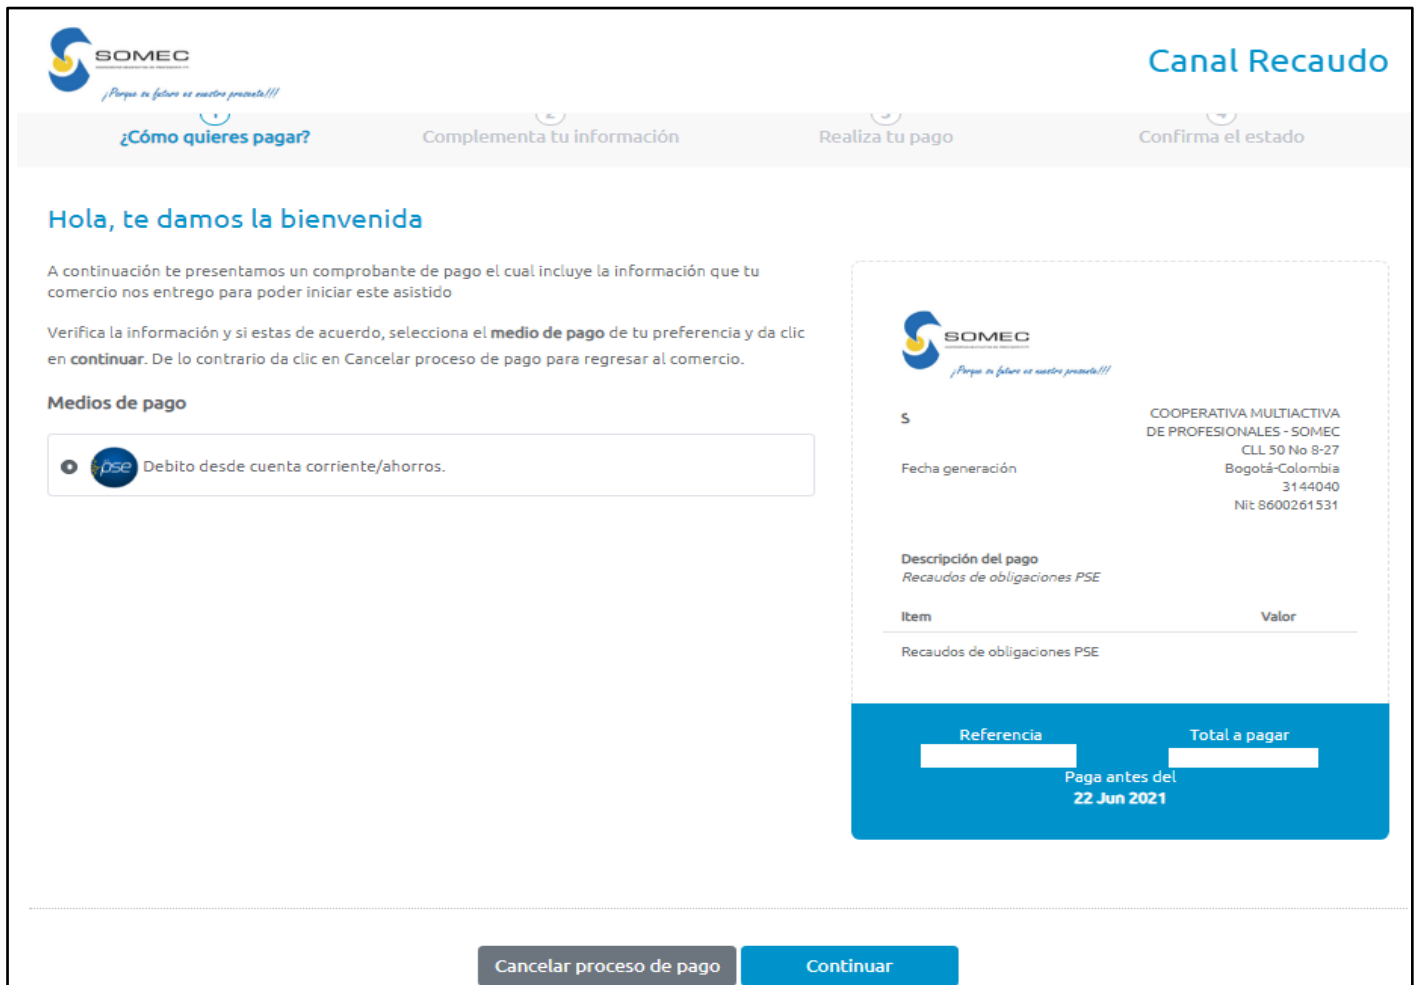 SOMEC
¡Porque su futuro es nuestro presente!!!
Canal Recaudo
1
2
3
4
¿Cómo quieres pagar?
Complementa tu información
Realiza tu pago
Confirma el estado
Hola, te damos la bienvenida
A continuación te presentamos un comprobante de pago el cual incluye la información que tu
comercio nos entrego para poder iniciar este asistido
Verifica la información y si estas de acuerdo, selecciona el medio de pago de tu preferencia y da clic
en continuar. De lo contrario da clic en Cancelar proceso de pago para regresar al comercio.
Medios de pago
pse Debito desde cuenta corriente/ahorros.
SOMEC
¡Porque su futuro es nuestro presente!!!
S
COOPERATIVA MULTIACTIVA
DE PROFESIONALES - SOMEC
CLL 50 No 8-27
Fecha generación
Bogotá-Colombia
3144040
Nit 8600261531
Descripción del pago
Recaudos de obligaciones PSE
Item Valor
Recaudos de obligaciones PSE
Referencia Total a pagar
Paga antes del
22 Jun 2021
Cancelar proceso de pago
Continuar